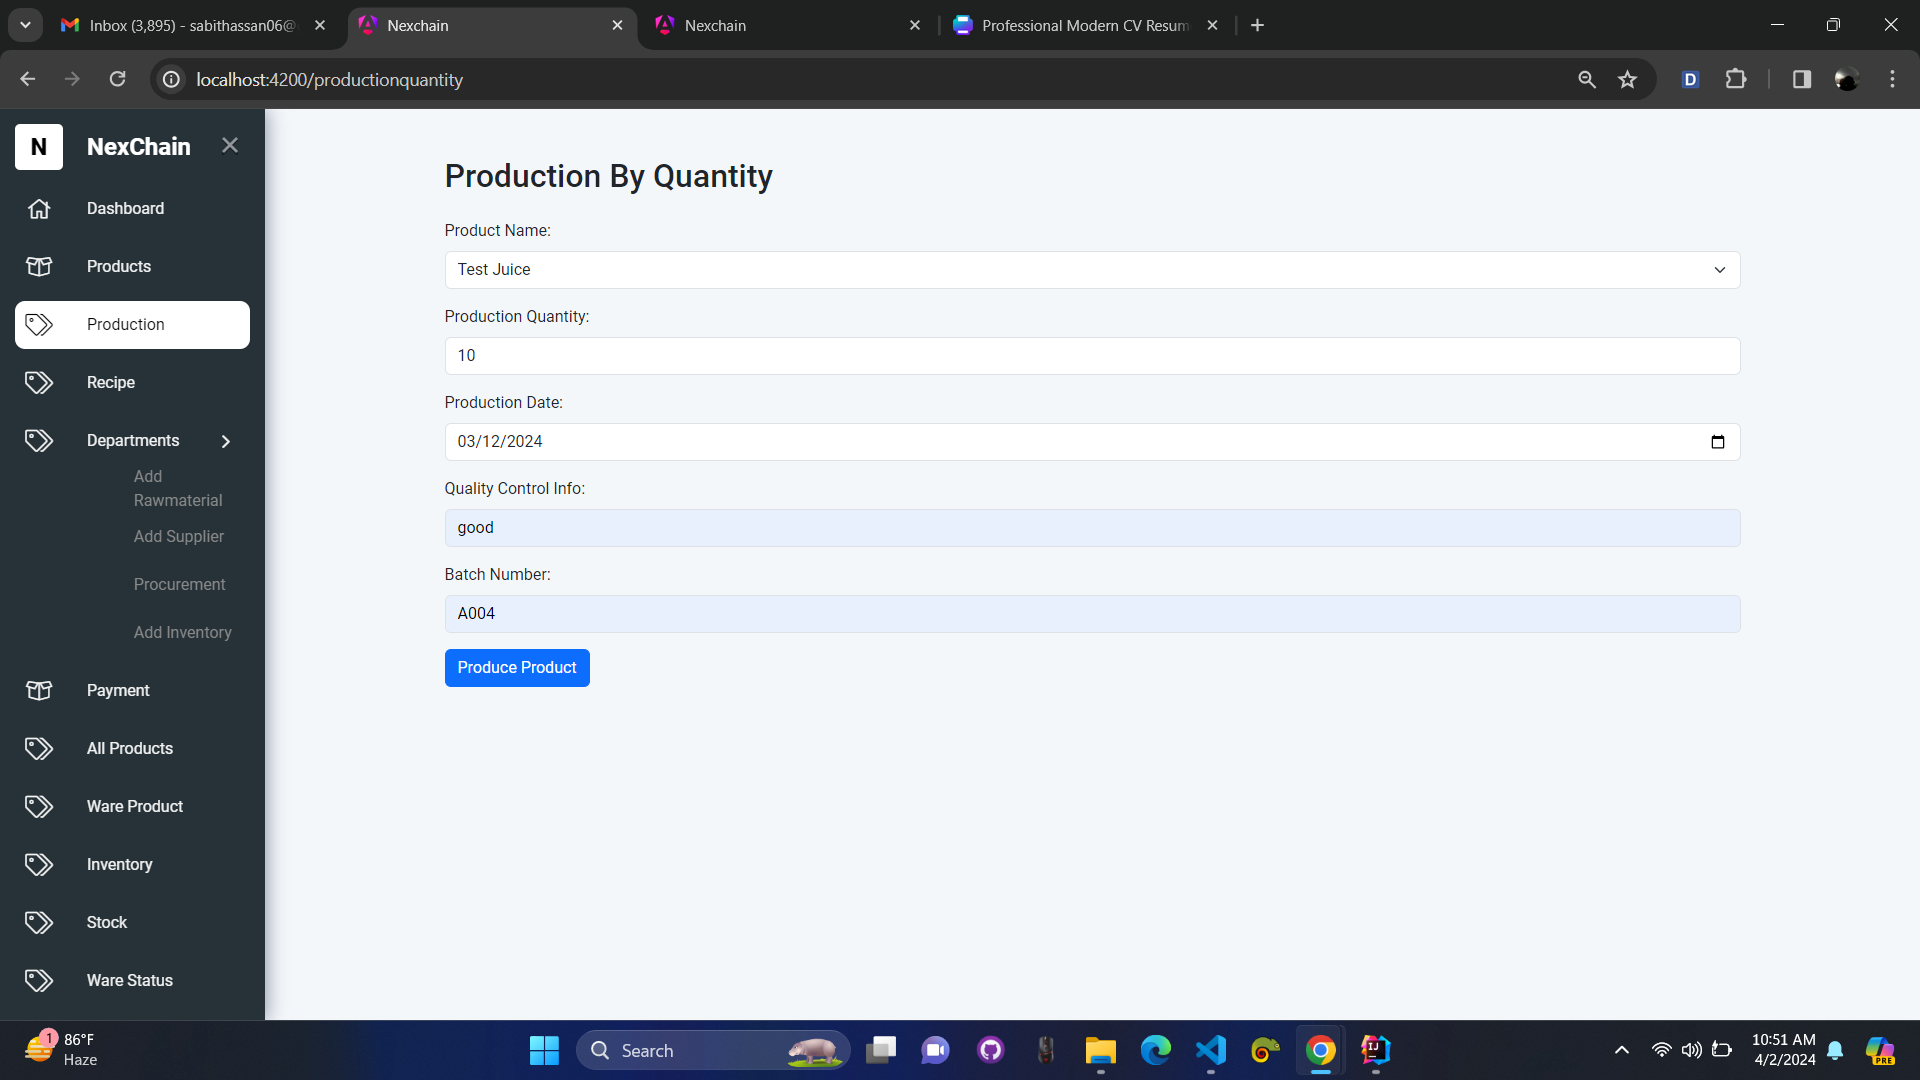 Inbox (3,895) - sabithassan06@
Nexchain
Nexchain
Professional Modern CV Resum
localhost:4200/productionquantity
D
N
NexChain
Dashboard
Products
Production
Recipe
Departments
Add
Rawmaterial
Add Supplier
Procurement
Add Inventory
Payment
All Products
Ware Product
Inventory
Stock
Ware Status
Production By Quantity
Product Name:
Test Juice
Production Quantity:
10
Production Date:
03/12/2024
Quality Control Info:
good
Batch Number:
A004
Produce Product
1
86°F
Haze
Search
IJ
10:51 AM
4/2/2024
PRE